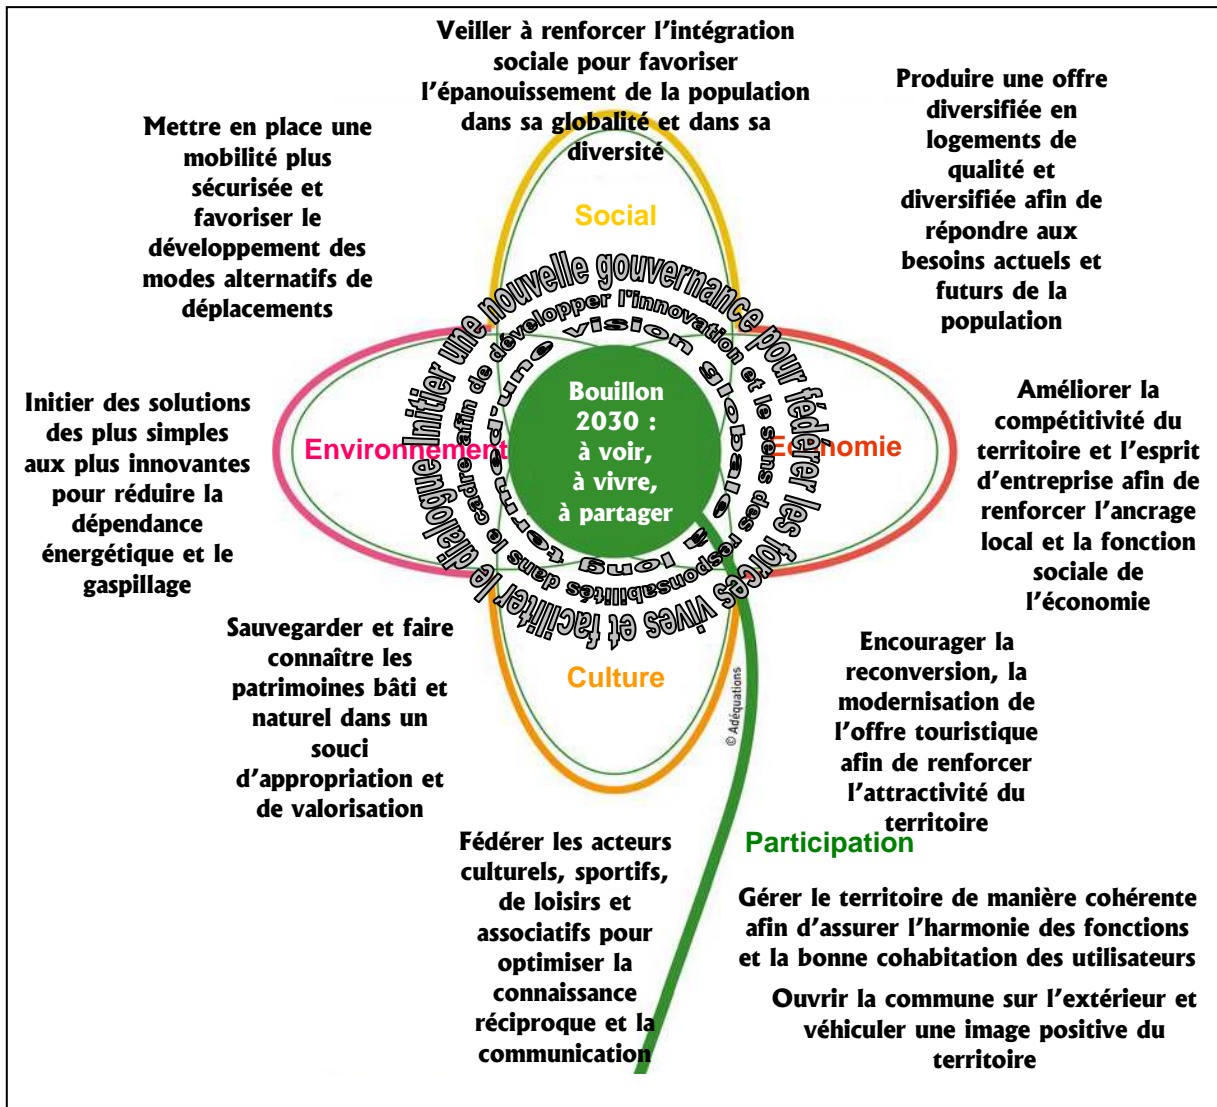 Veiller à renforcer l’intégration
sociale pour favoriser
l’épanouissement de la population
dans sa globalité et dans sa
diversité
Produire une offre
diversifiée en
logements de
qualité et
diversifiée afin de
répondre aux
besoins actuels et
futurs de la
population
Mettre en place une
mobilité plus
sécurisée et
favoriser le
développement des
modes alternatifs de
déplacements
Social
Initier une nouvelle gouvernance pour fédérer les forces vives et faciliter le dialogue
afin de développer l'innovation et le sens des responsabilités dans le cadre
d'une vision globale à long terme
Bouillon
2030 :
à voir,
à vivre,
à partager
Environnement
Economie
Initier des solutions
des plus simples
aux plus innovantes
pour réduire la
dépendance
énergétique et le
gaspillage
Améliorer la
compétitivité du
territoire et l’esprit
d’entreprise afin de
renforcer l’ancrage
local et la fonction
sociale de
l’économie
Sauvegarder et faire
connaître les
patrimoines bâti et
naturel dans un
souci
d’appropriation et
de valorisation
Culture
© Adéquations
Encourager la
reconversion, la
modernisation de
l’offre touristique
afin de renforcer
l’attractivité du
territoire
Fédérer les acteurs
culturels, sportifs,
de loisirs et
associatifs pour
optimiser la
connaissance
réciproque et la
communication
Participation
Gérer le territoire de manière cohérente
afin d’assurer l’harmonie des fonctions
et la bonne cohabitation des utilisateurs
Ouvrir la commune sur l’extérieur et
véhiculer une image positive du
territoire